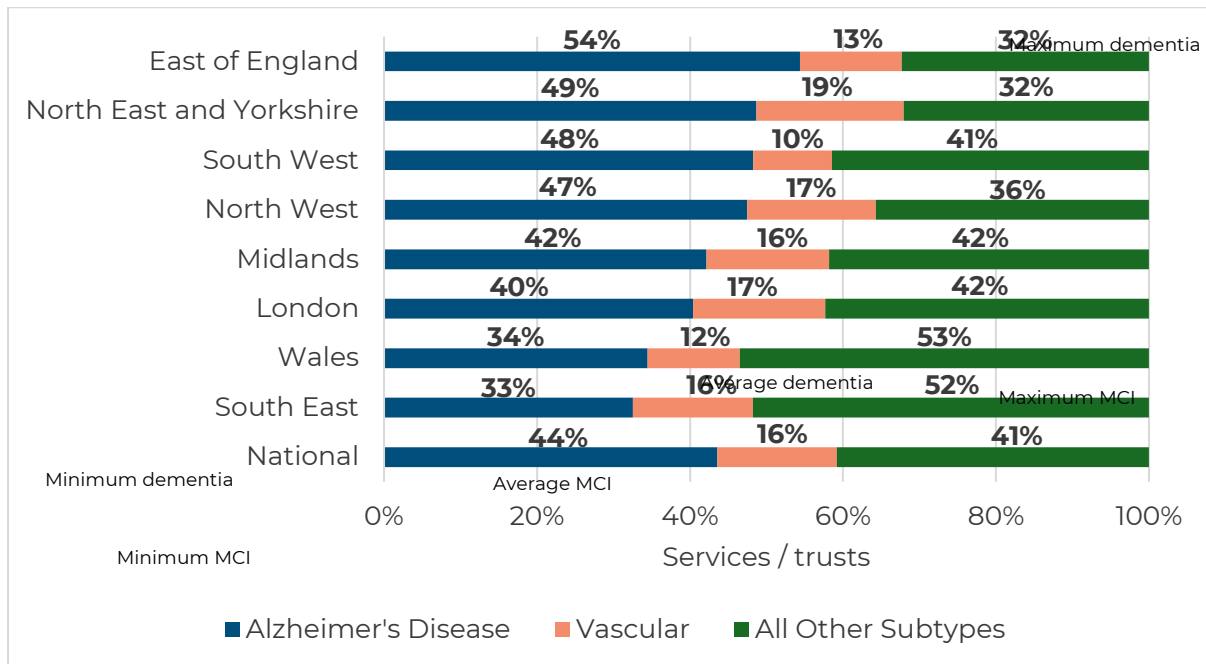 54% 13% 32%
Maximum dementia
East of England
49% 19% 32%
North East and Yorkshire
48% 10% 41%
South West
47% 17% 36%
North West
42% 16% 42%
Midlands
40% 17% 42%
London
34% 12% 53%
Wales
Average dementia
33% 16% 52%
Maximum MCI
South East
44% 16% 41%
National
Minimum dementia
Average MCI
0% 20% 40% 60% 80% 100%
Minimum MCI
Services / trusts
Alzheimer's Disease Vascular All Other Subtypes